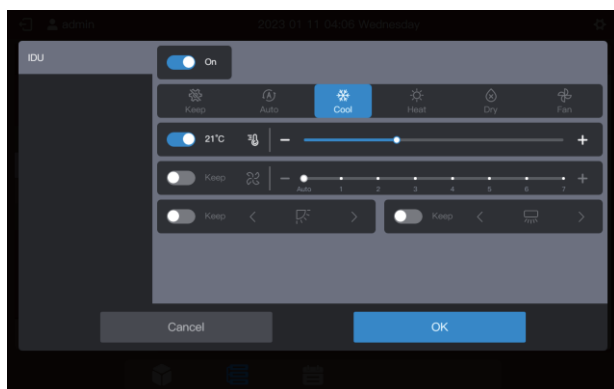 admin
2023 01 11 04:06 Wednesday
IDU
On
Keep Auto Cool Heat Dry Fan
21°C
Keep Auto 1 2 3 4 5 6 7
Keep Keep
Cancel OK